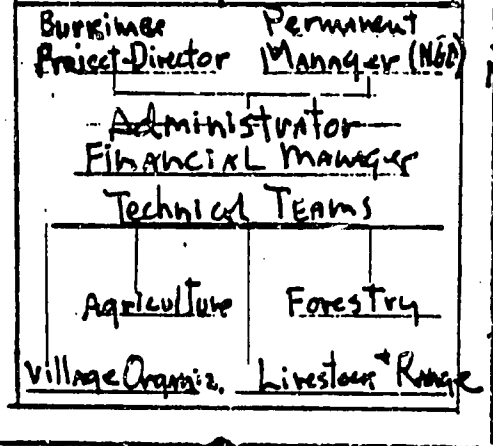 Burkinabe Permanent
Project-Director Manager (NGO)
Administrator
Financial Manager
Technical Teams
Agriculture Forestry
Village Organiz. Livestock + Range